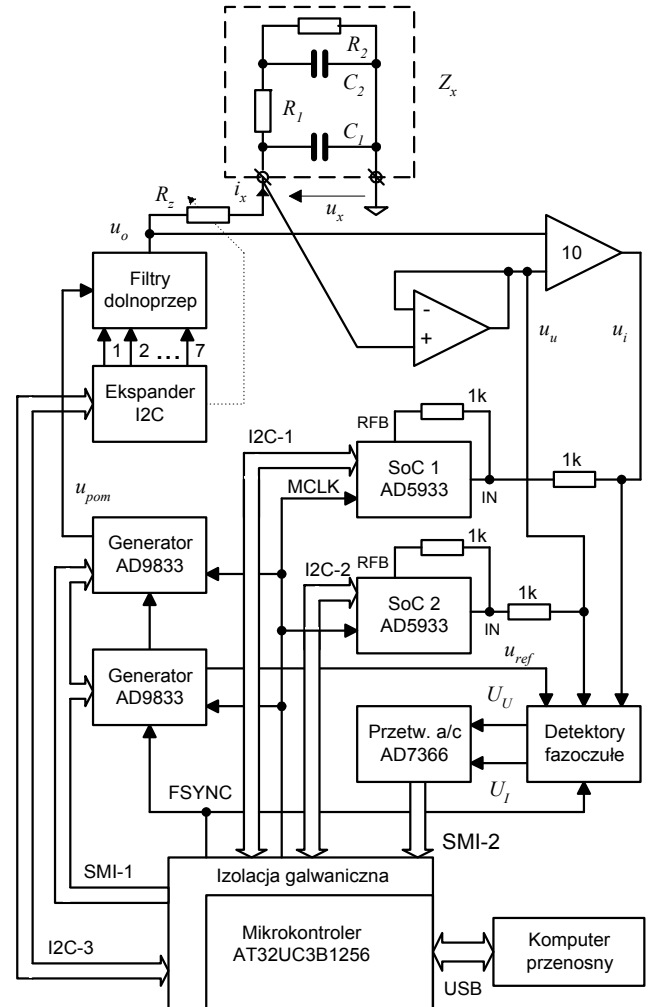 R2
C2
Zx
R1
C1
ix
Rz
ux
uo
10
Filtry
dolnoprzep
-
+
uu
ui
1 2 ... 7
Ekspander
I2C
1k
RFB
I2C-1
SoC 1
AD5933
1k
IN
MCLK
upom
Generator
AD9833
1k
RFB
I2C-2
SoC 2
AD5933
1k
IN
uref
Generator
AD9833
UU
Przetw. a/c
AD7366
Detektory
fazoczułe
UI
FSYNC
SMI-2
SMI-1
Izolacja galwaniczna
I2C-3
Mikrokontroler
AT32UC3B1256
USB
Komputer
przenosny